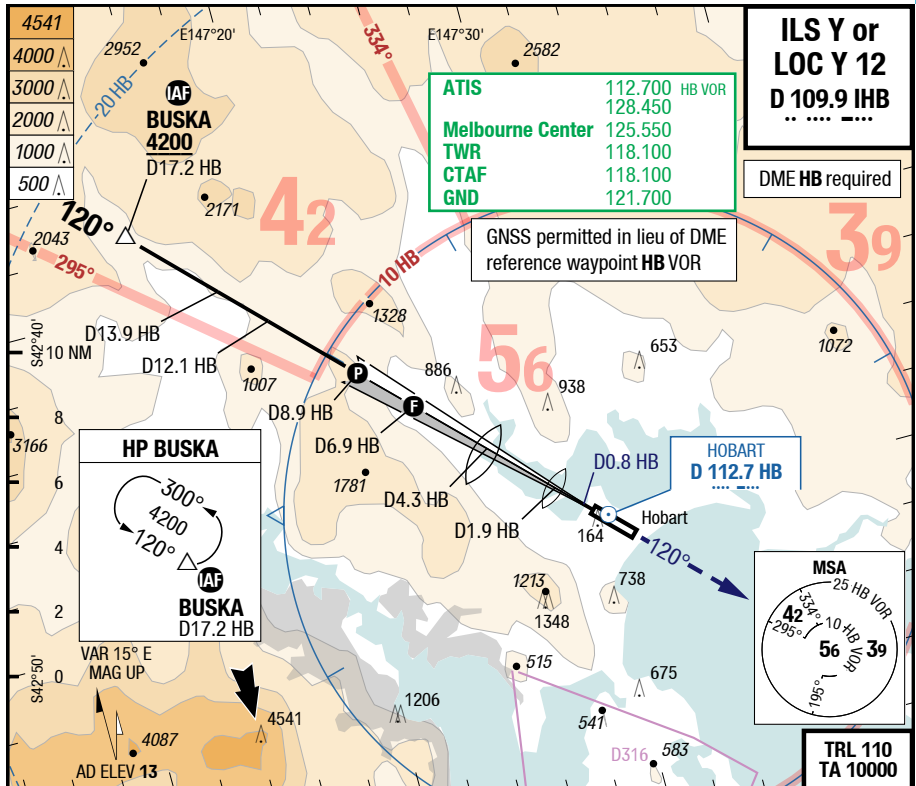 4541
4000
3000
2000
1000
500
2952
E147°20'
334°
E147°30'
2582
ILS Y or
LOC Y 12
D 109.9 IHB
20 HB
IAF
BUSKA
4200
D17.2 HB
ATIS 112.700 HB VOR
128.450
Melbourne Center 125.550
TWR 118.100
CTAF 118.100
GND 121.700
DME HB required
2171
42
120°
2043
295°
GNSS permitted in lieu of DME
reference waypoint HB VOR
39
10 HB
1328
D13.9 HB
D12.1 HB
S42°40'
10 NM
1007
P
886
56
938
653
1072
D8.9 HB
F
D6.9 HB
8
3166
HP BUSKA
300°
4200
120°
IAF
BUSKA
D17.2 HB
1781
D4.3 HB
D1.9 HB
D0.8 HB
HOBART
D 112.7 HB
Hobart
164
120°
6
4
2
0
S42°50'
1213
1348
738
MSA
25 HB VOR
334°
42
295°
10 HB VOR
56
39
195°
VAR 15° E
MAG UP
515
675
4541
1206
541
4087
AD ELEV 13
D316
583
TRL 110
TA 10000